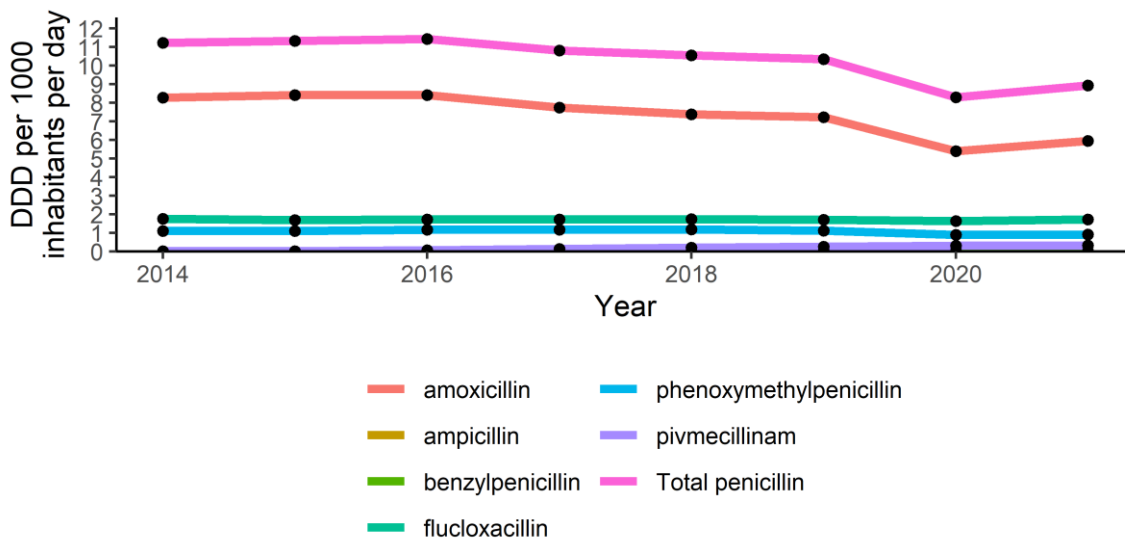 DDD per 1000
inhabitants per day
12
11
10
9
8
7
6
5
4
3
2
1
0
2014 2016 2018 2020
Year
amoxicillin phenoxymethylpenicillin
ampicillin pivmecillinam
benzylpenicillin Total penicillin
flucloxacillin